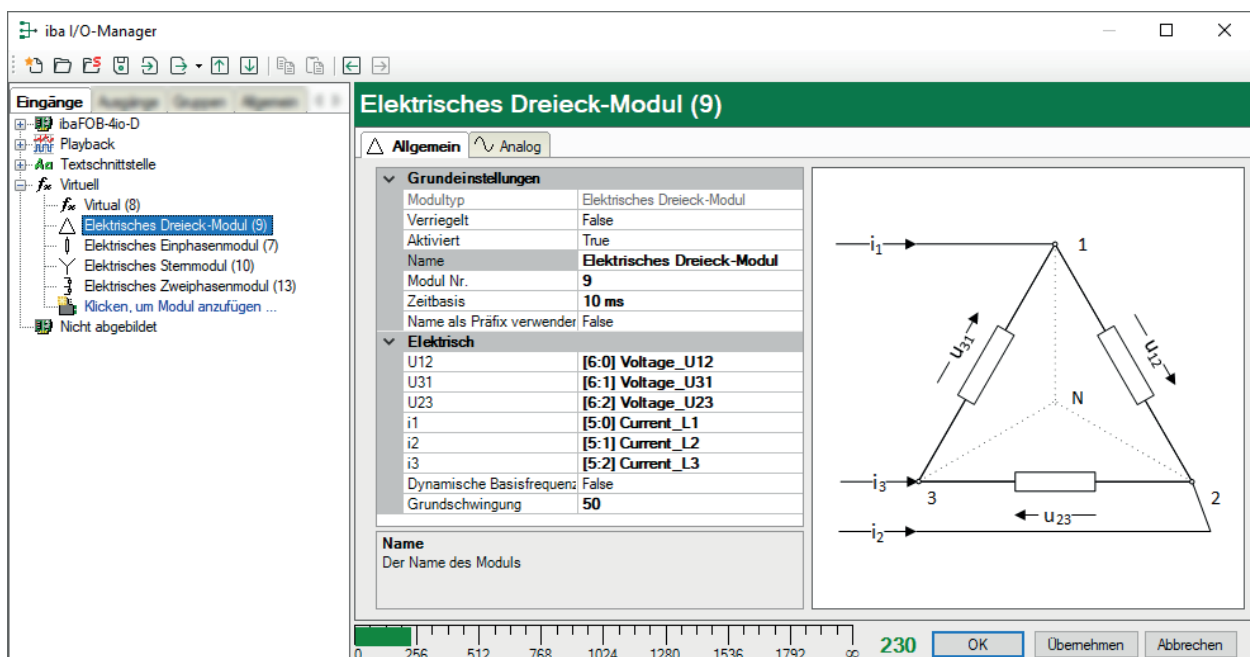 iba I/O-Manager
Eingänge
ibaFOB-4io-D
Playback
Textschnittstelle
Virtuell
Virtual (8)
Elektrisches Dreieck-Modul (9)
Elektrisches Einphasenmodul (7)
Elektrisches Sternmodul (10)
Elektrisches Zweiphasenmodul (13)
Klicken, um Modul anzufügen ...
Nicht abgebildet
Elektrisches Dreieck-Modul (9)
Allgemein Analog
Grundeinstellungen
Modultyp Elektrisches Dreieck-Modul
Verriegelt False
Aktiviert True
Name Elektrisches Dreieck-Modul
Modul Nr. 9
Zeitbasis 10 ms
Name als Präfix verwender False
Elektrisch
U12 [6:0] Voltage_U12
U31 [6:1] Voltage_U31
U23 [6:2] Voltage_U23
i1 [5:0] Current_L1
i2 [5:1] Current_L2
i3 [5:2] Current_L3
Dynamische Basisfrequenz False
Grundschwingung 50
Name
Der Name des Moduls
i1 1
u31 u12
N
i3 3 2
u23
i2
0 256 512 768 1024 1280 1536 1792 ∞
230 OK Übernehmen Abbrechen